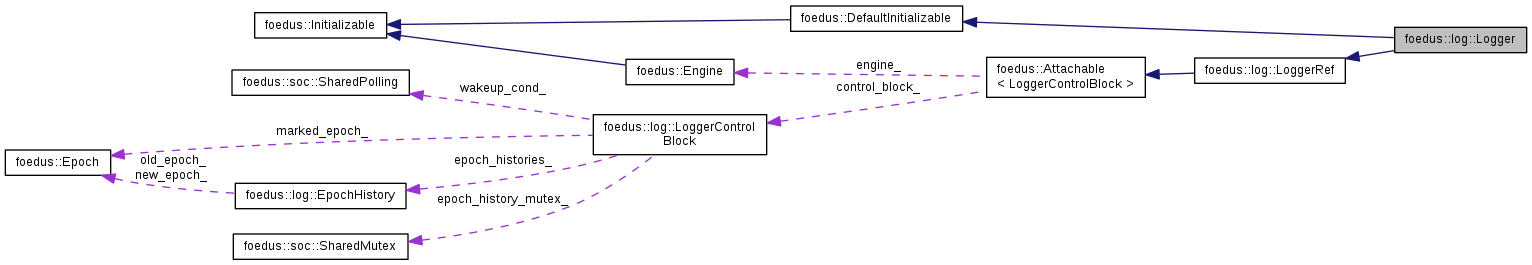 foedus::Initializable
foedus::DefaultInitializable
foedus::log::Logger
foedus::Engine
engine_
foedus::Attachable
< LoggerControlBlock >
foedus::log::LoggerRef
foedus::soc::SharedPolling
wakeup_cond_
control_block_
foedus::log::LoggerControl
Block
marked_epoch_
foedus::Epoch
old_epoch_
new_epoch_
epoch_histories_
foedus::log::EpochHistory
epoch_history_mutex_
foedus::soc::SharedMutex